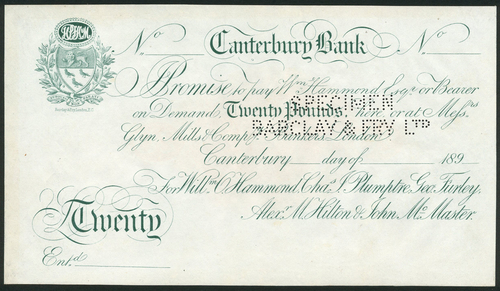 No Canterbury Bank No
I Promise to pay Wm. Hammond Esqr. or Bearer
on Demand, Twenty Pounds, here or at Messrs.
Glyn, Mills & Compy. Bankers London
SPECIMEN
BARCLAY & FRY LTD
Canterbury day of 189
For Willm. O. Hammond, Chas. J. Plumptre, Geo. Furley,
Alexr. M. Hilton & John Mc. Master.
Twenty
Entd.